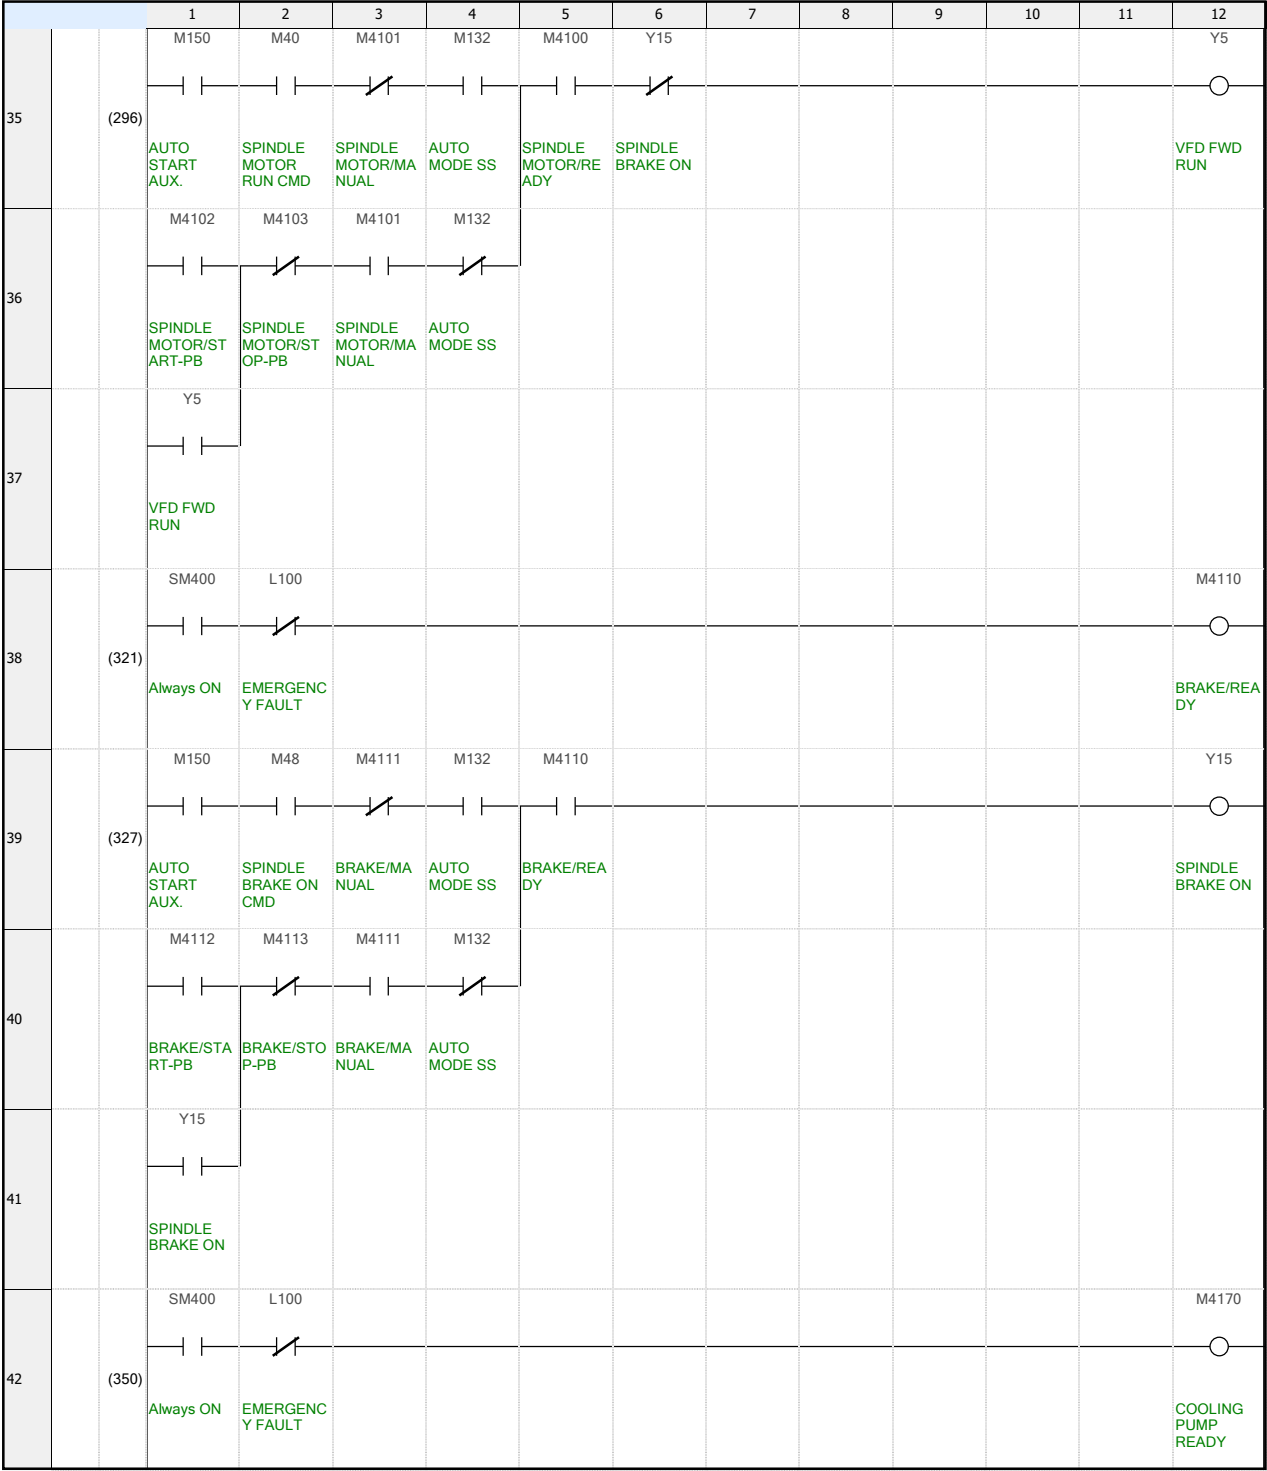 1 2 3 4 5 6 7 8 9 10 11 12
M150 M40 M4101 M132 M4100 Y15 Y5
35 (296)
AUTO SPINDLE SPINDLE AUTO SPINDLE SPINDLE VFD FWD
START MOTOR MOTOR/MA MODE SS MOTOR/RE BRAKE ON RUN
AUX. RUN CMD NUAL ADY
M4102 M4103 M4101 M132
36
SPINDLE SPINDLE SPINDLE AUTO
MOTOR/ST MOTOR/ST MOTOR/MA MODE SS
ART-PB OP-PB NUAL
Y5
37
VFD FWD
RUN
SM400 L100 M4110
38 (321)
Always ON EMERGENC BRAKE/REA
Y FAULT DY
M150 M48 M4111 M132 M4110 Y15
39 (327)
AUTO SPINDLE BRAKE/MA AUTO BRAKE/REA SPINDLE
START BRAKE ON NUAL MODE SS DY BRAKE ON
AUX. CMD
M4112 M4113 M4111 M132
40
BRAKE/STA BRAKE/STO BRAKE/MA AUTO
RT-PB P-PB NUAL MODE SS
Y15
41
SPINDLE
BRAKE ON
SM400 L100 M4170
42 (350)
Always ON EMERGENC COOLING
Y FAULT PUMP
READY